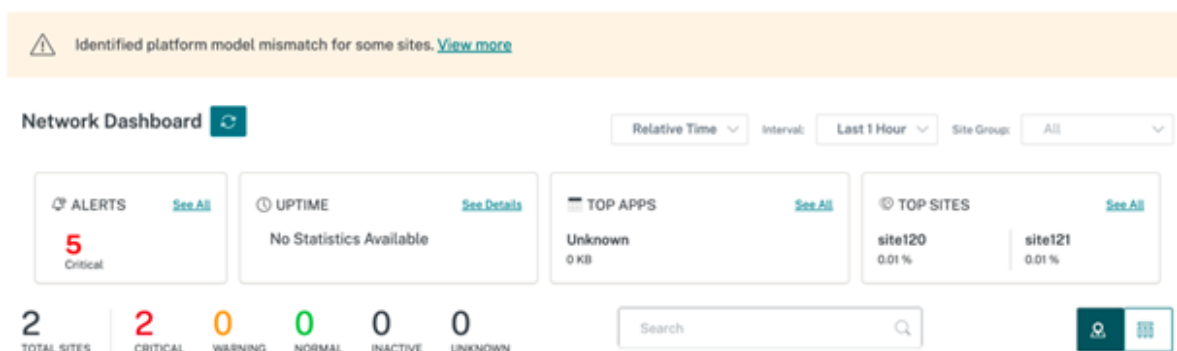 Identified platform model mismatch for some sites. View more
Network Dashboard
Relative Time
Interval:
Last 1 Hour
Site Group:
All
ALERTS
See All
5
Critical
UPTIME
See Details
No Statistics Available
TOP APPS
See All
Unknown
0 KB
TOP SITES
See All
site120
0.01 %
site121
0.01 %
2
TOTAL SITES
2
CRITICAL
0
WARNING
0
NORMAL
0
INACTIVE
0
UNKNOWN
Search